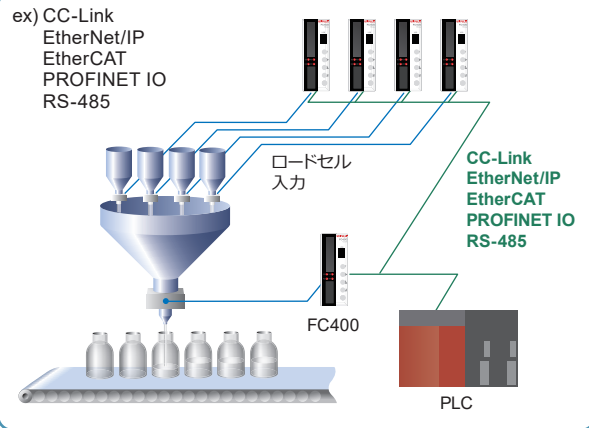 ex) CC-Link
EtherNet/IP
EtherCAT
PROFINET IO
RS-485
ロードセル
入力
CC-Link
EtherNet/IP
EtherCAT
PROFINET IO
RS-485
FC400
PLC